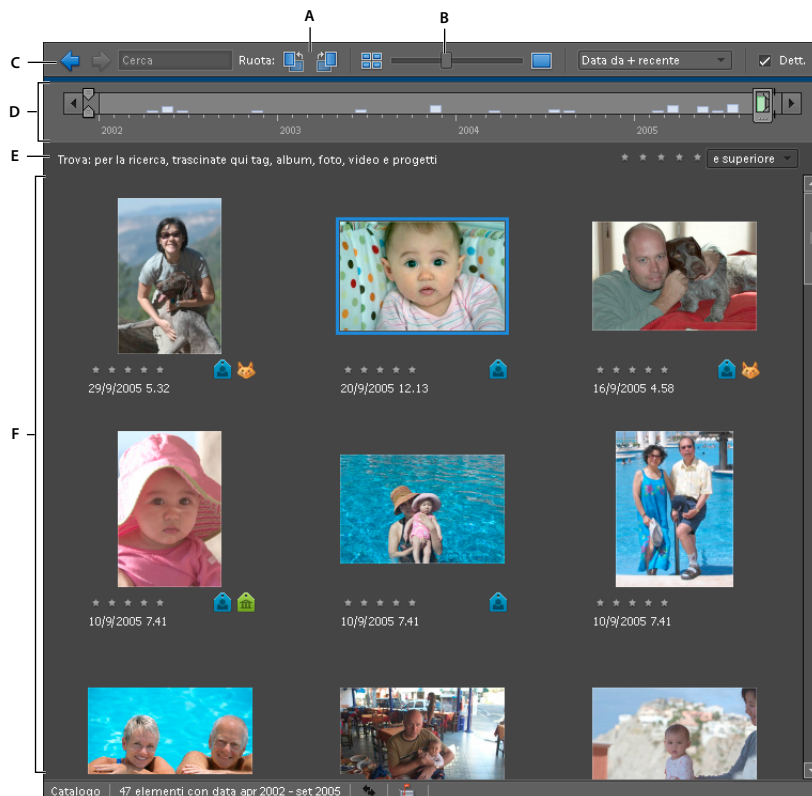 A
B
C
Cerca
Ruota:
Data da + recente
Dett.
D
2002
2003
2004
2005
E
Trova: per la ricerca, trascinate qui tag, album, foto, video e progetti
e superiore
29/9/2005 5.32
20/9/2005 12.13
16/9/2005 4.58
F
10/9/2005 7.41
10/9/2005 7.41
10/9/2005 7.41
Catalogo
47 elementi con data apr 2002 - set 2005